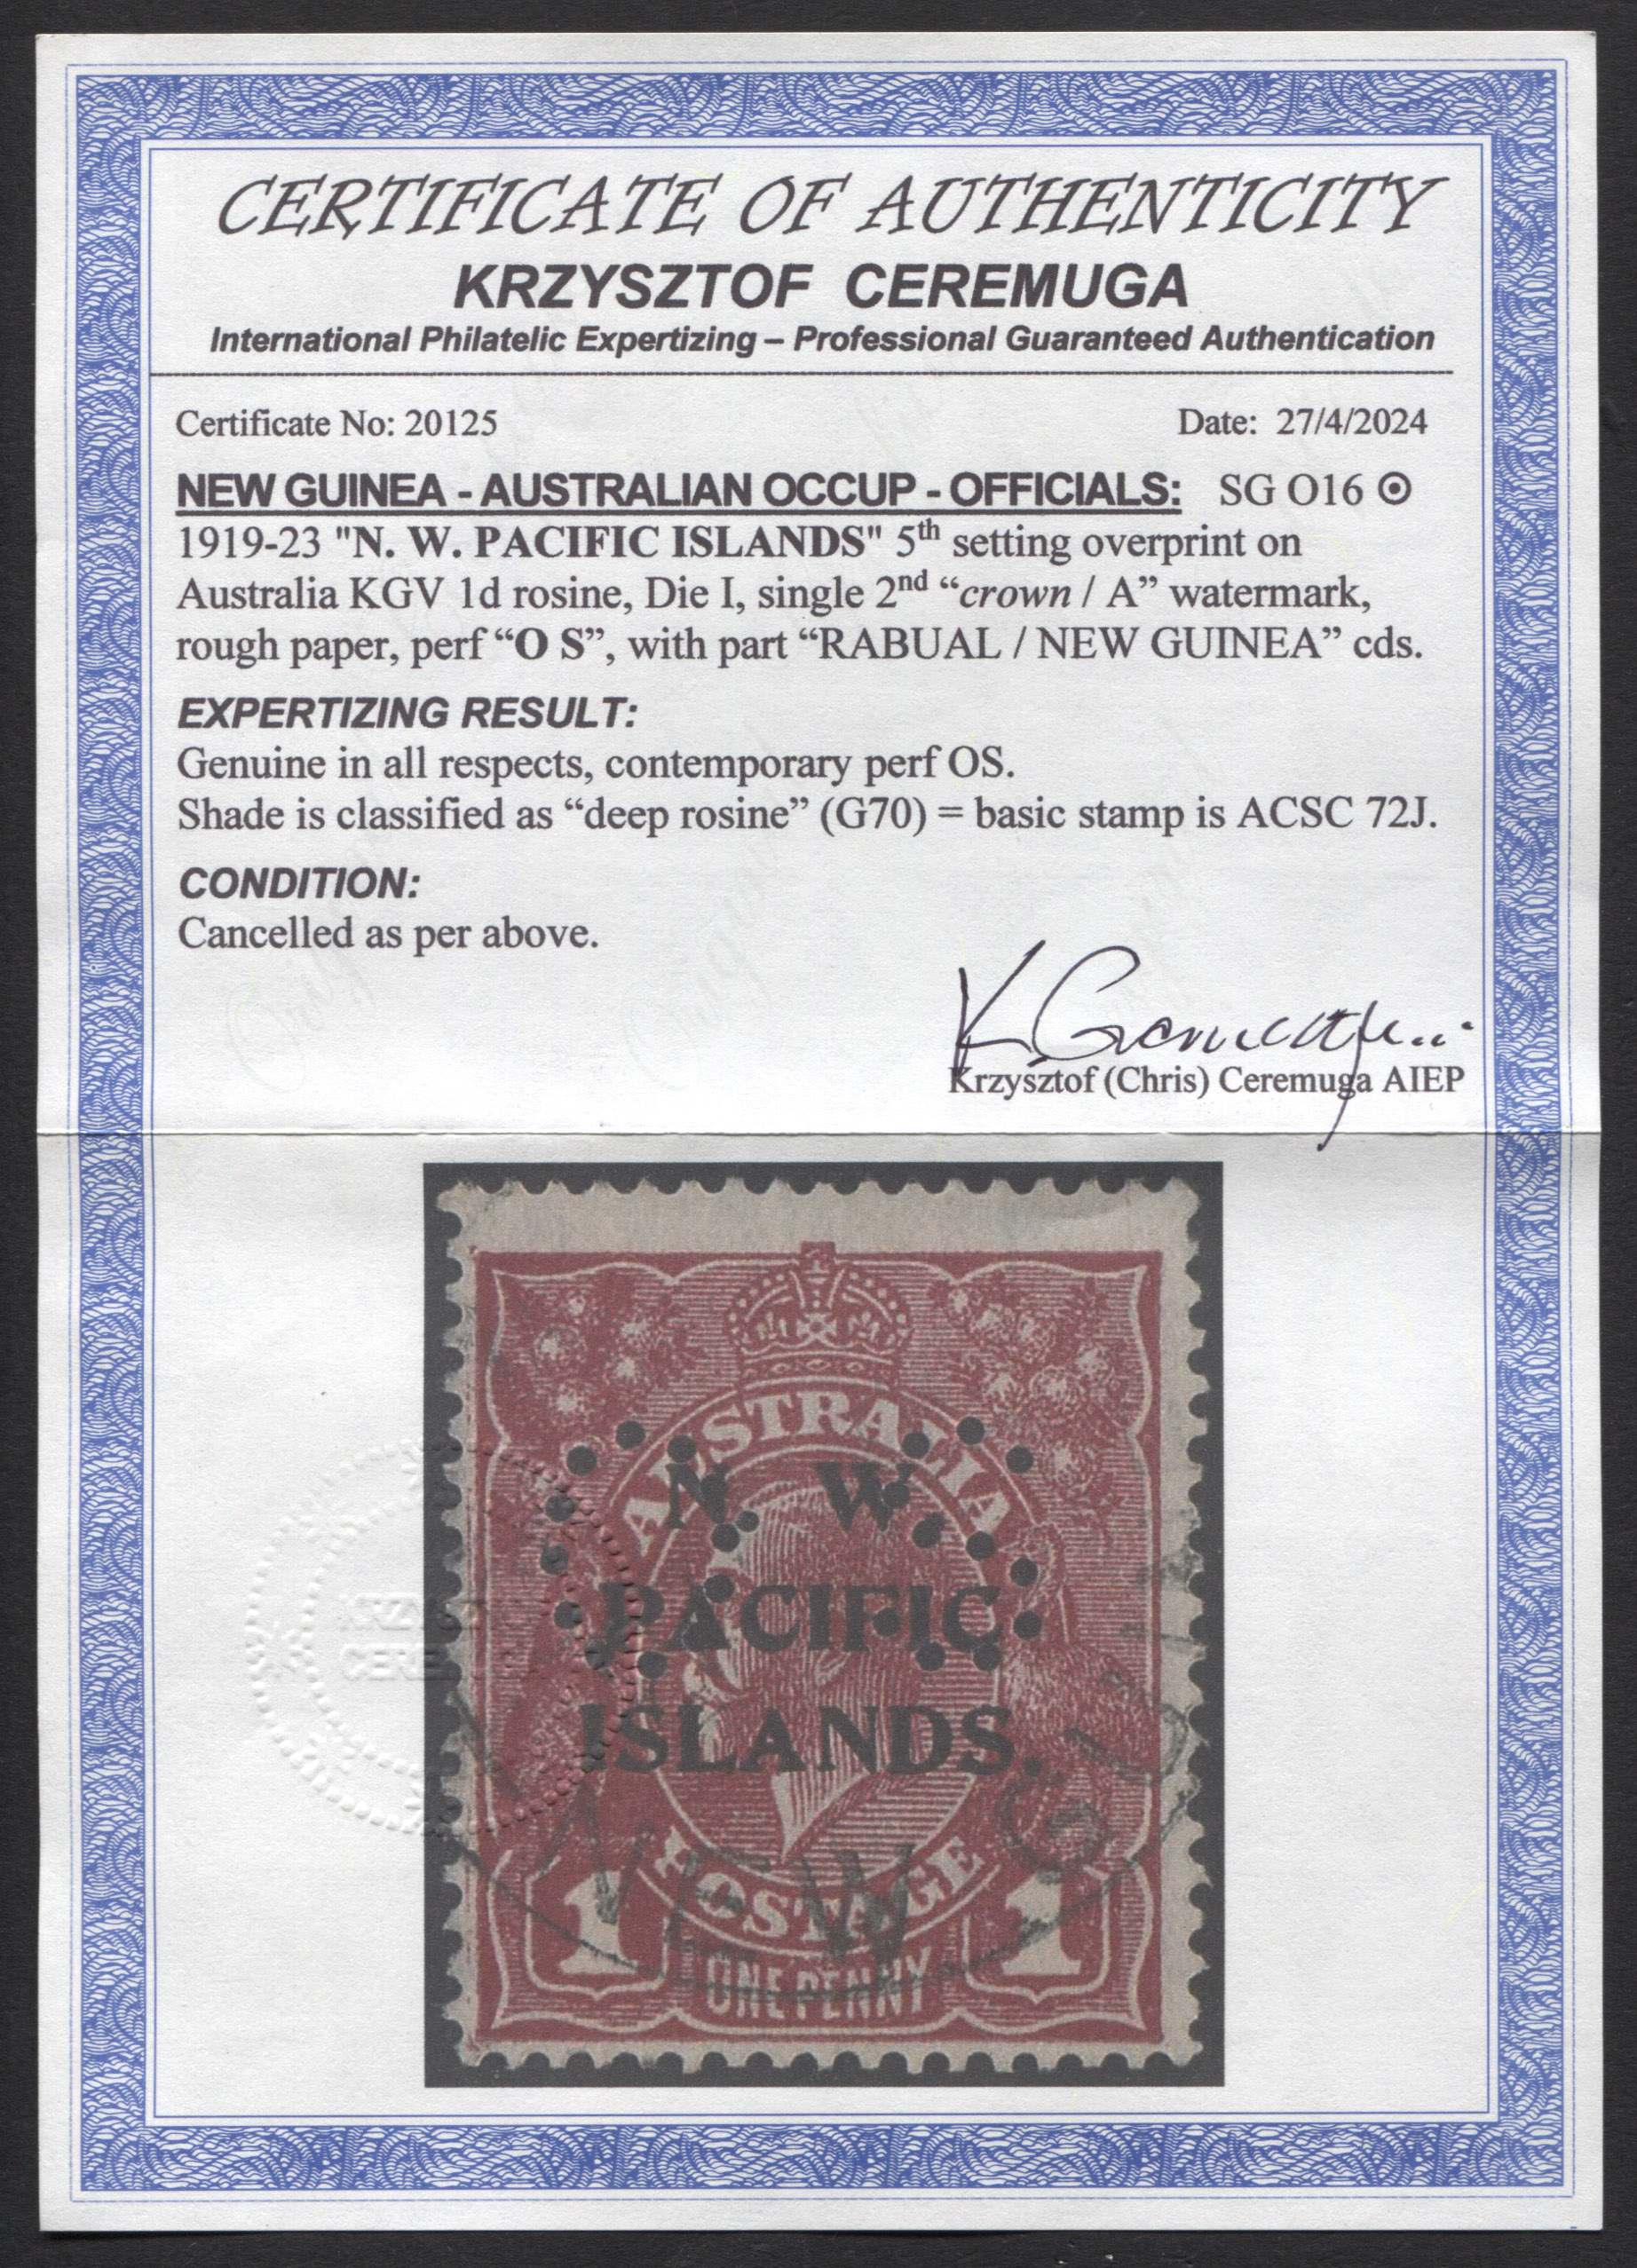 CERTIFICATE OF AUTHENTICITY
KRZYSZTOF CEREMUGA
International Philatelic Expertizing – Professional Guaranteed Authentication
Certificate No: 20125 Date: 27/4/2024
NEW GUINEA - AUSTRALIAN OCCUP - OFFICIALS: SG O16 ⊙
1919-23 "N. W. PACIFIC ISLANDS" 5th setting overprint on
Australia KGV 1d rosine, Die I, single 2nd “crown / A” watermark,
rough paper, perf “O S”, with part “RABUAL / NEW GUINEA” cds.
EXPERTIZING RESULT:
Genuine in all respects, contemporary perf OS.
Shade is classified as “deep rosine” (G70) = basic stamp is ACSC 72J.
CONDITION:
Cancelled as per above.
K Ceremuga
Krzysztof (Chris) Ceremuga AIEP
AUSTRALIA
N. W.
PACIFIC
ISLANDS.
POSTAGE
1 1
ONE PENNY
NEW